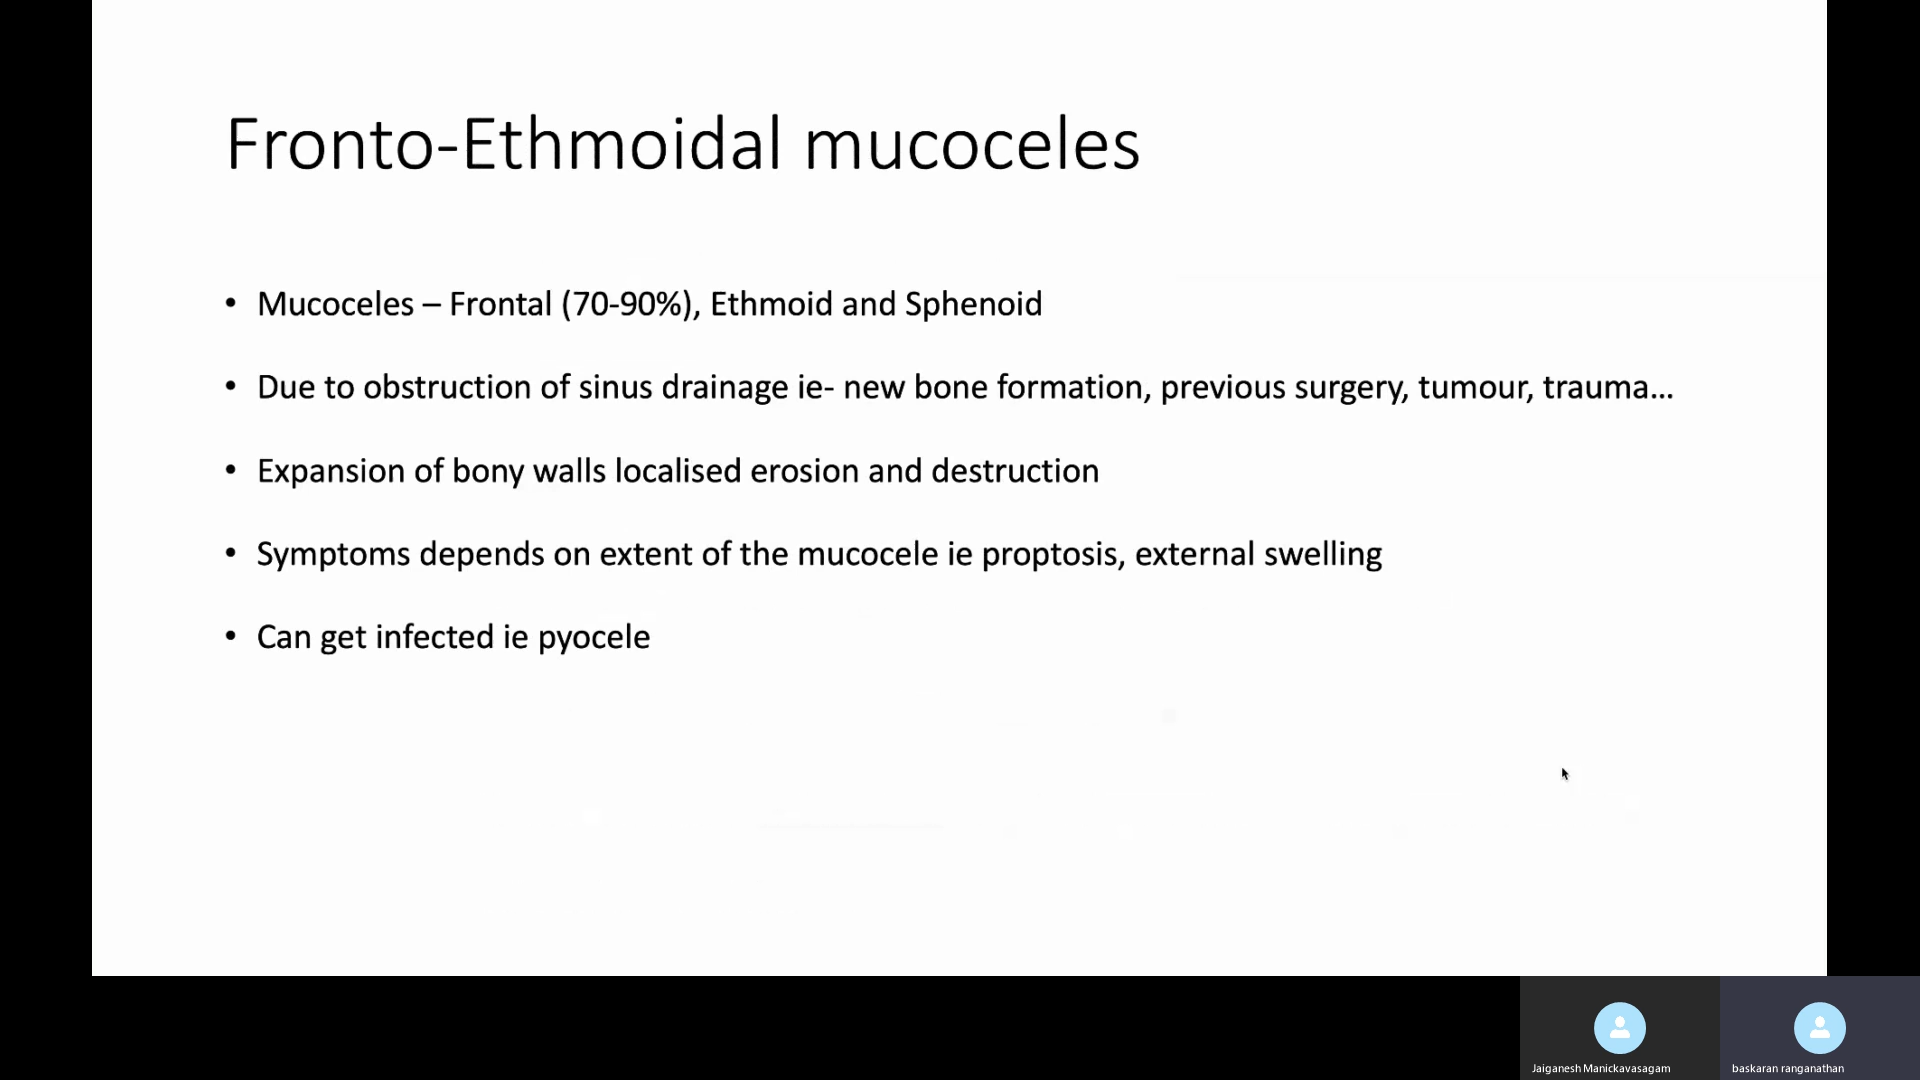 Fronto-Ethmoidal mucoceles
• Mucoceles – Frontal (70-90%), Ethmoid and Sphenoid
• Due to obstruction of sinus drainage ie- new bone formation, previous surgery, tumour, trauma…
• Expansion of bony walls localised erosion and destruction
• Symptoms depends on extent of the mucocele ie proptosis, external swelling
• Can get infected ie pyocele
Jaiganesh Manickavasagam
baskaran ranganathan